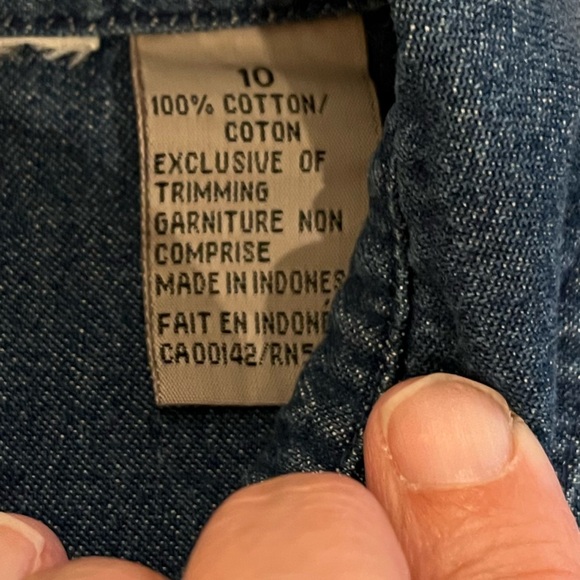 10
100% COTTON/
COTON
EXCLUSIVE OF
TRIMMING
GARNITURE NON
COMPRISE
MADE IN INDONES
FAIT EN INDONÉ
CA00142/RN5